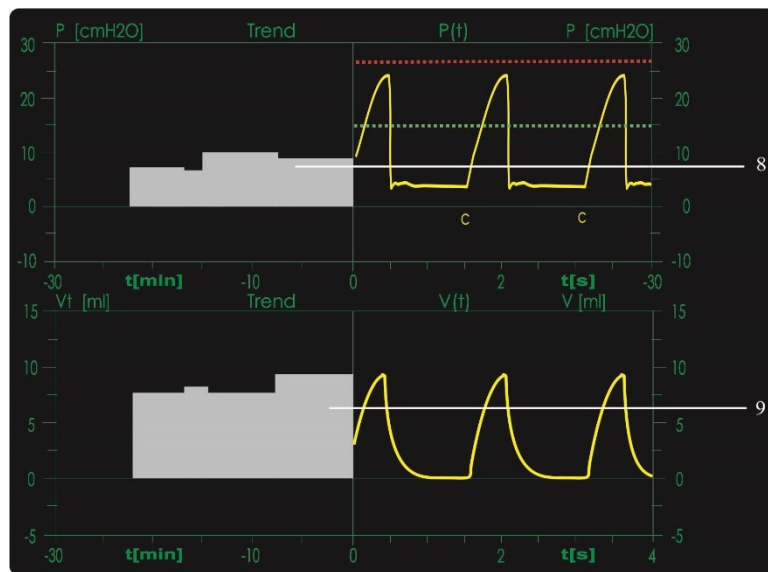 P [cmH2O] Trend P(t) P [cmH2O]
30 30
20 20
10 10
8
0 0
C C
-10 -10
-30 t[min] -10 0 2 t[s] -30
Vt [ml] Trend V(t) V [ml]
15 15
10 10
9
5 5
0 0
-5 -5
-30 t[min] -10 0 2 t[s] 4